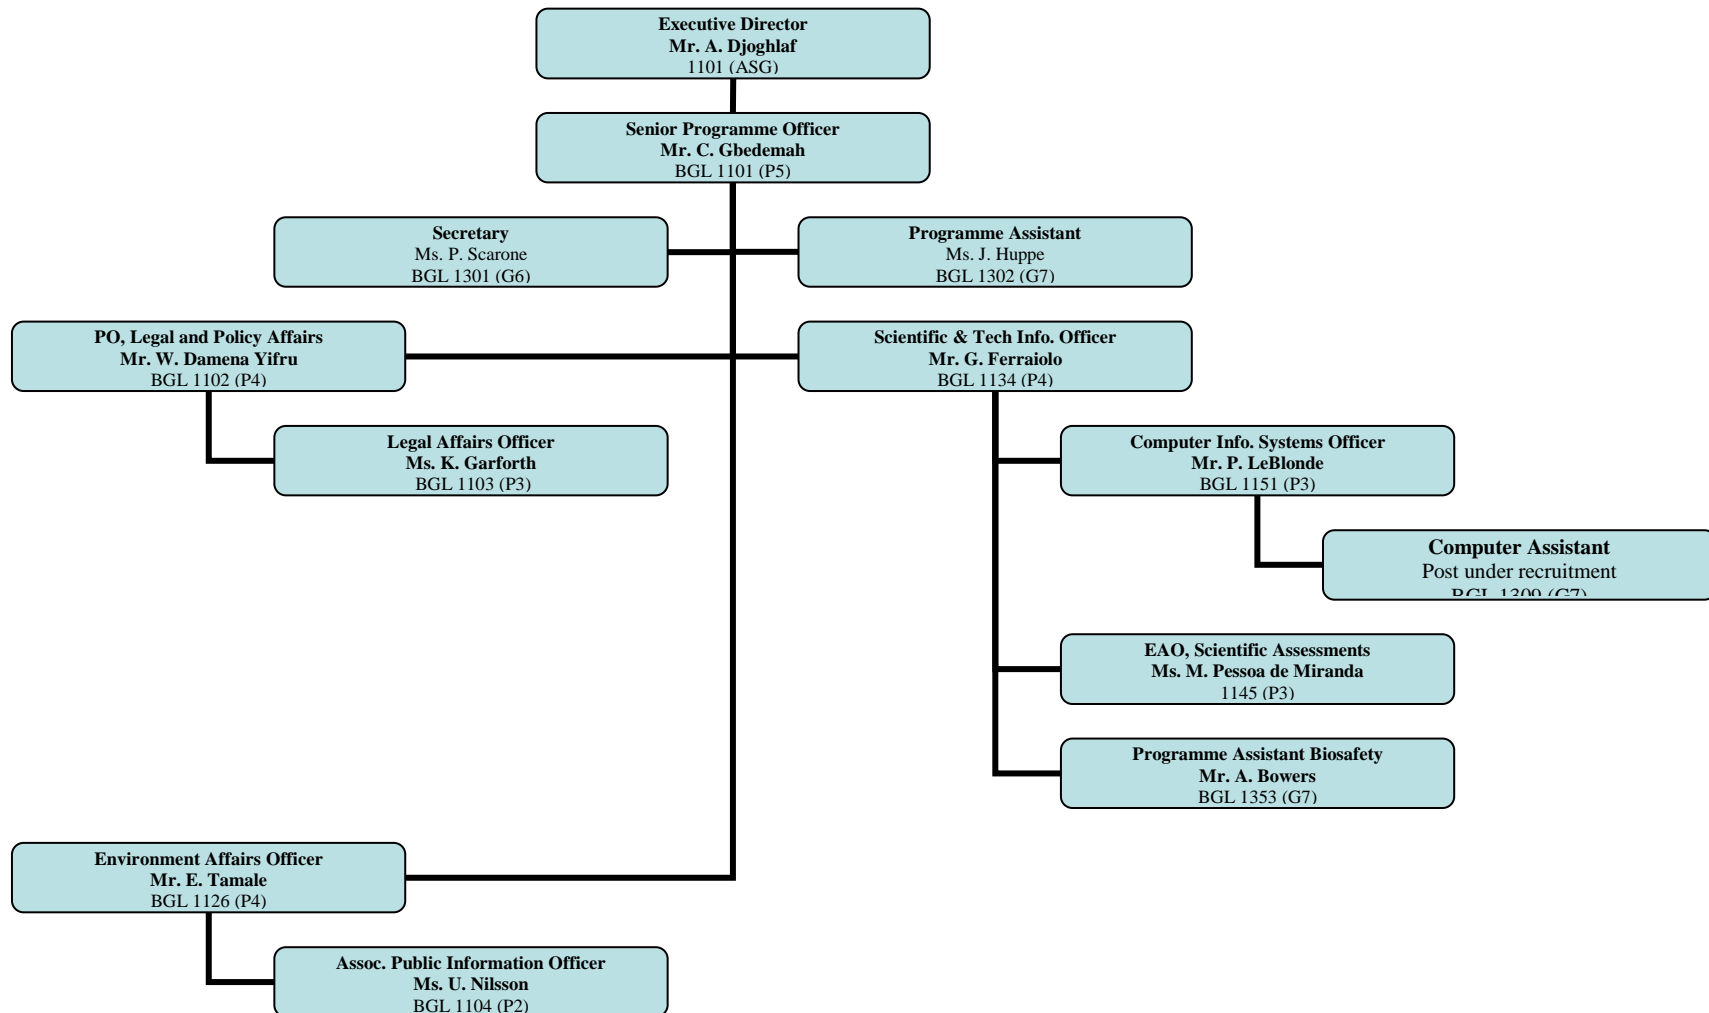 Executive Director
Mr. A. Djoghlaf
1101 (ASG)
Senior Programme Officer
Mr. C. Gbedemah
BGL 1101 (P5)
Secretary
Ms. P. Scarone
BGL 1301 (G6)
Programme Assistant
Ms. J. Huppe
BGL 1302 (G7)
PO, Legal and Policy Affairs
Mr. W. Damena Yifru
BGL 1102 (P4)
Scientific & Tech Info. Officer
Mr. G. Ferraiolo
BGL 1134 (P4)
Legal Affairs Officer
Ms. K. Garforth
BGL 1103 (P3)
Computer Info. Systems Officer
Mr. P. LeBlonde
BGL 1151 (P3)
Computer Assistant
Post under recruitment
BGL 1309 (G7)
EAO, Scientific Assessments
Ms. M. Pessoa de Miranda
1145 (P3)
Programme Assistant Biosafety
Mr. A. Bowers
BGL 1353 (G7)
Environment Affairs Officer
Mr. E. Tamale
BGL 1126 (P4)
Assoc. Public Information Officer
Ms. U. Nilsson
BGL 1104 (P2)